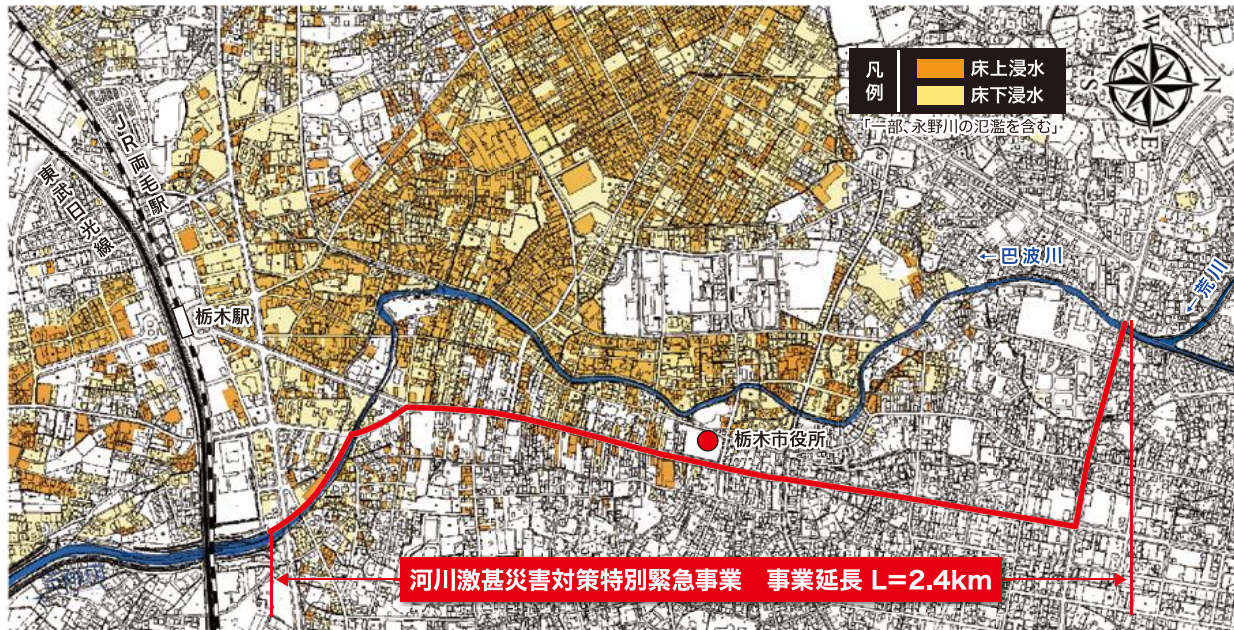 凡例
床上浸水
床下浸水
「一部、永野川の氾濫を含む」
W
N
S
E
JR両毛駅
東武日光線
栃木駅
←巴波川
←荒川
栃木市役所
河川激甚災害対策特別緊急事業 事業延長 L=2.4km